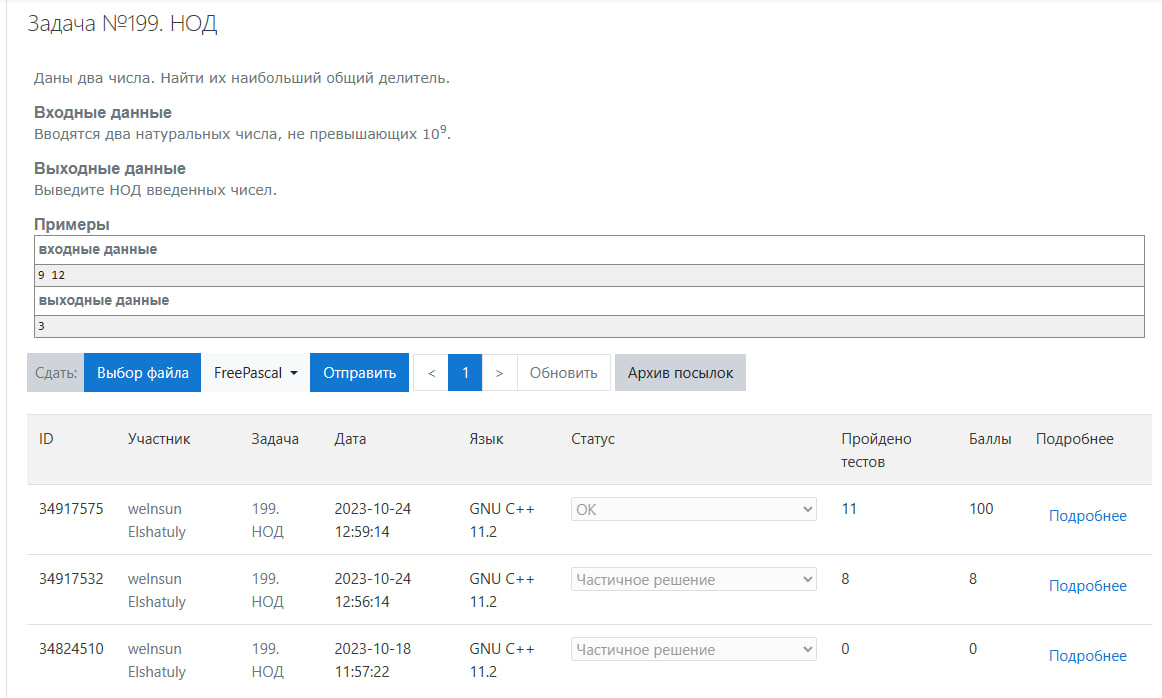 Задача №199. НОД
Даны два числа. Найти их наибольший общий делитель.
Входные данные
Вводятся два натуральных числа, не превышающих 10⁹.
Выходные данные
Выведите НОД введенных чисел.
Примеры
входные данные
9 12
выходные данные
3
Сдать: Выбор файла FreePascal Отправить < 1 > Обновить Архив посылок
ID Участник Задача Дата Язык Статус Пройдено тестов Баллы Подробнее
34917575 welnsun Elshatuly 199. НОД 2023-10-24 12:59:14 GNU C++ 11.2 OK 11 100 Подробнее
34917532 welnsun Elshatuly 199. НОД 2023-10-24 12:56:14 GNU C++ 11.2 Частичное решение 8 8 Подробнее
34824510 welnsun Elshatuly 199. НОД 2023-10-18 11:57:22 GNU C++ 11.2 Частичное решение 0 0 Подробнее